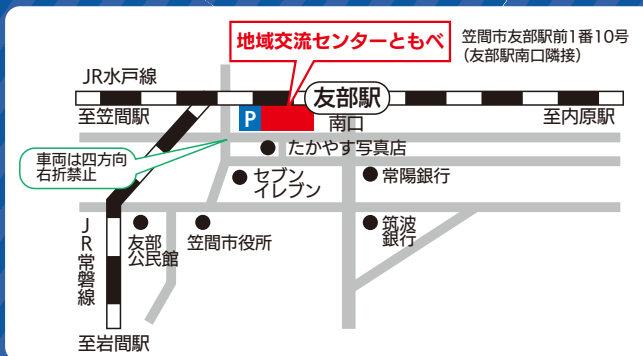 地域交流センターともべ
笠間市友部駅前1番10号
（友部駅南口隣接）
JR水戸線
友部駅
至笠間駅
P
南口
至内原駅
車両は四方向
右折禁止
たかやす写真店
セブン
イレブン
常陽銀行
JR常磐線
友部
公民館
笠間市役所
筑波
銀行
至岩間駅